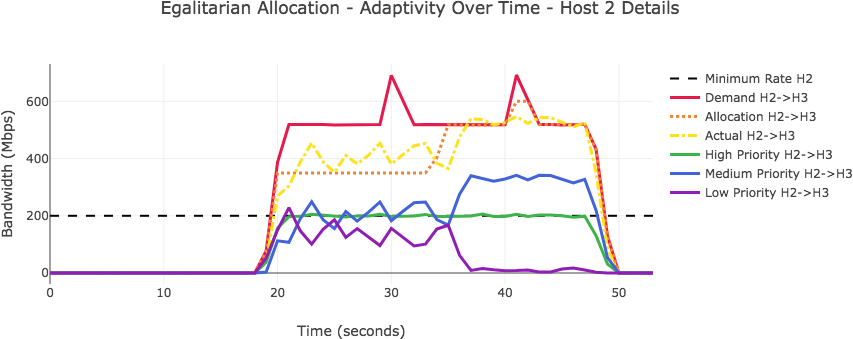 Egalitarian Allocation - Adaptivity Over Time - Host 2 Details
Bandwidth (Mbps)
600
400
200
0
0
10
20
30
40
50
Time (seconds)
Minimum Rate H2
Demand H2->H3
Allocation H2->H3
Actual H2->H3
High Priority H2->H3
Medium Priority H2->H3
Low Priority H2->H3